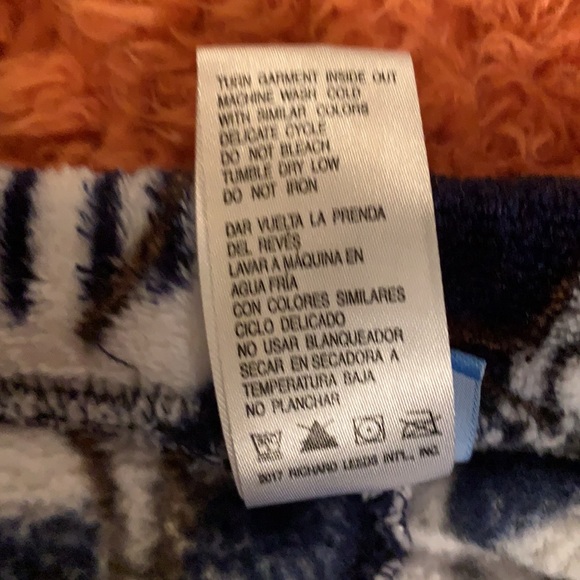 TURN GARMENT INSIDE OUT
MACHINE WASH COLD
WITH SIMILAR COLORS
DELICATE CYCLE
DO NOT BLEACH
TUMBLE DRY LOW
DO NOT IRON
DAR VUELTA LA PRENDA
DEL REVÉS
LAVAR A MÁQUINA EN
AGUA FRÍA
CON COLORES SIMILARES
CICLO DELICADO
NO USAR BLANQUEADOR
SECAR EN SECADORA A
TEMPERATURA BAJA
NO PLANCHAR
2017 RICHARD LEEDS INT'L., INC.